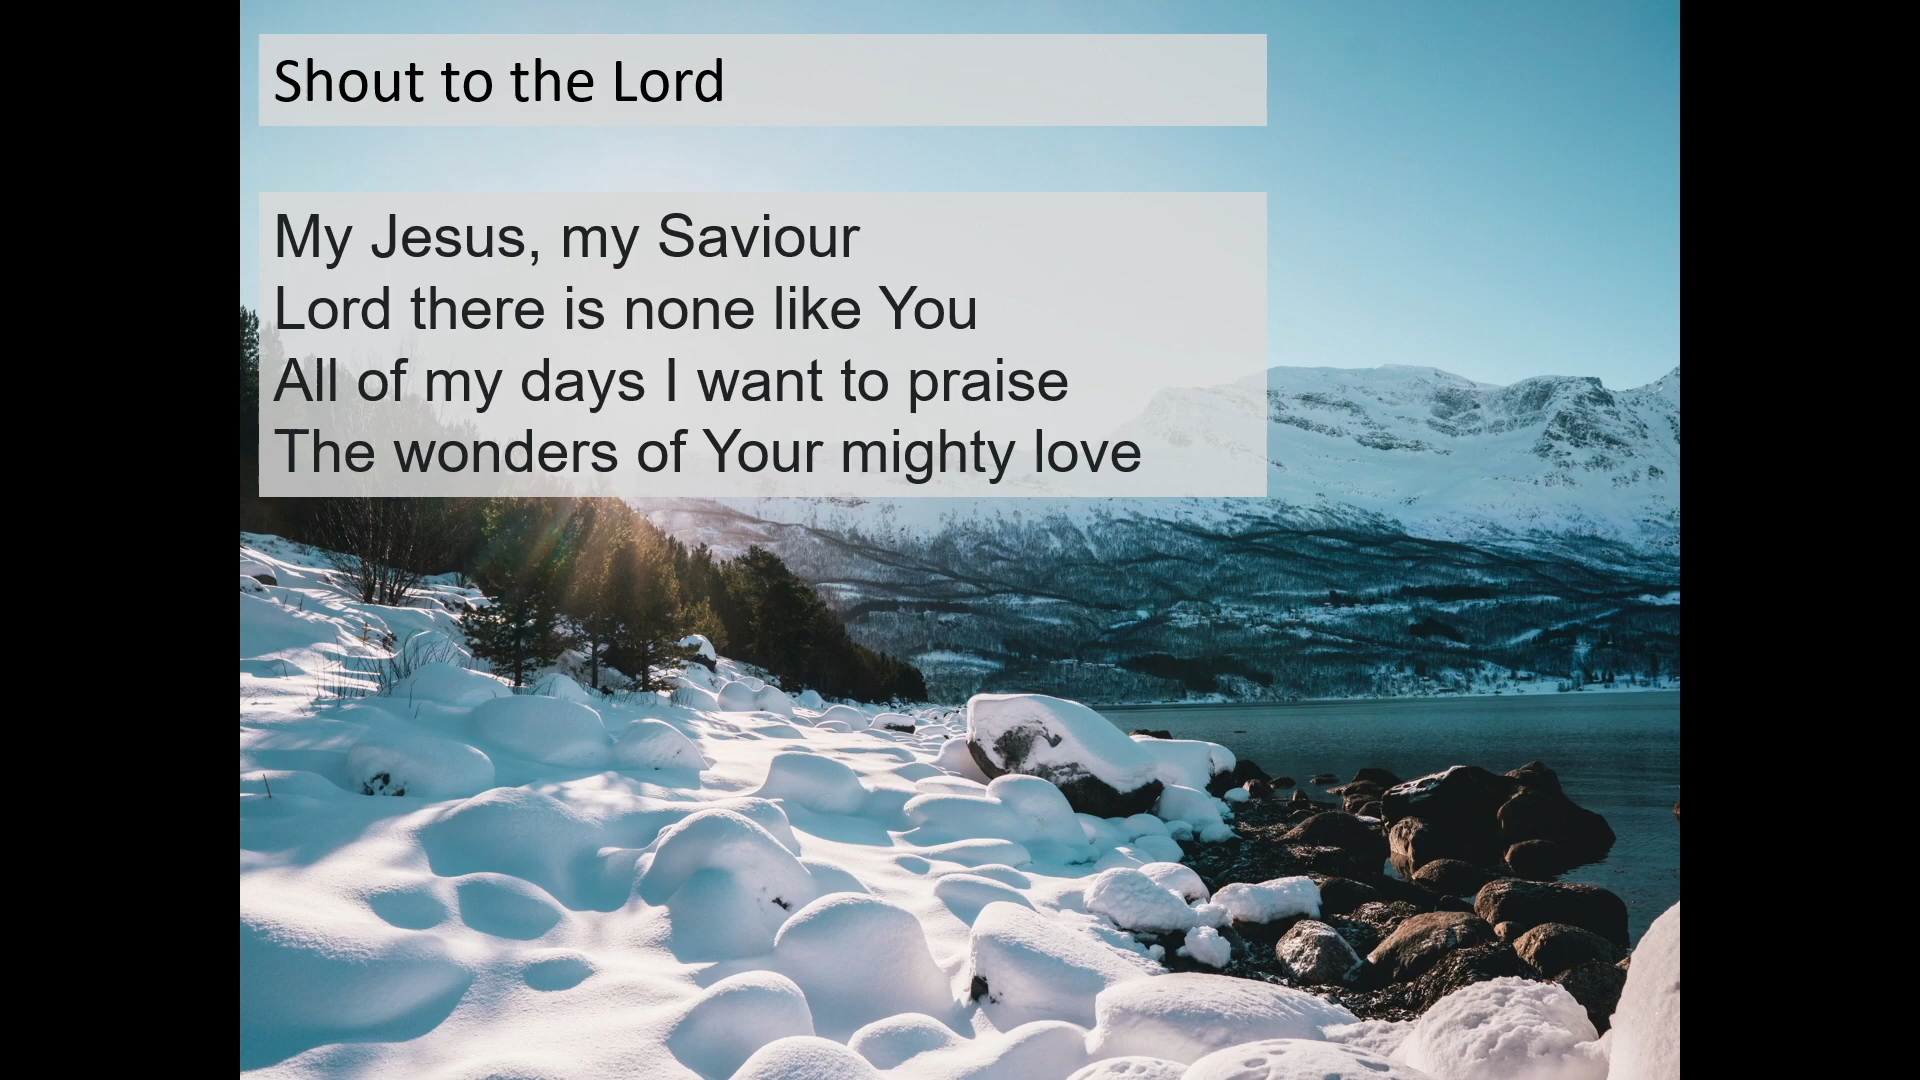 Shout to the Lord
My Jesus, my Saviour
Lord there is none like You
All of my days I want to praise
The wonders of Your mighty love